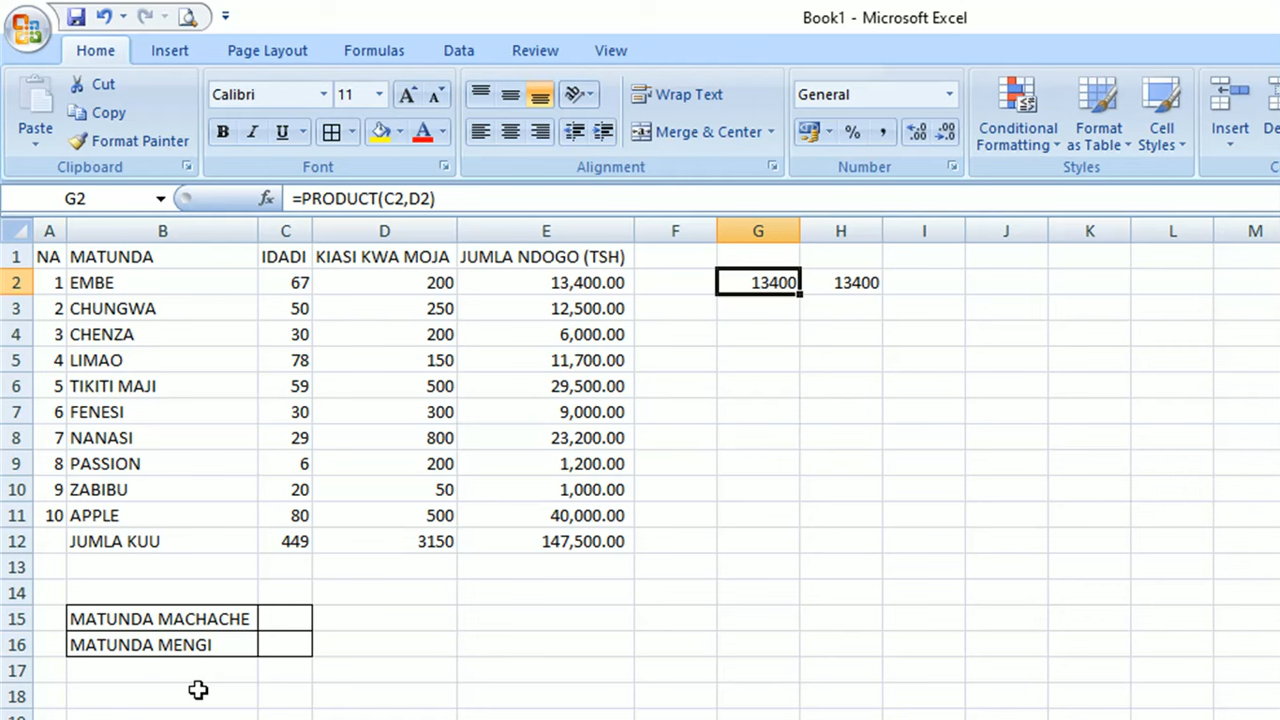 Book1 - Microsoft Excel
Home Insert Page Layout Formulas Data Review View
Paste
Cut
Copy
Format Painter
Clipboard
Calibri 11
A A
B I U A
Font
Wrap Text
Merge & Center
Alignment
General
% , .0 .00 .00 .0
Number
Conditional Formatting
Format as Table
Cell Styles
Styles
Insert
G2 fx =PRODUCT(C2,D2)
A B C D E F G H I J K L M
1 NA MATUNDA IDADI KIASI KWA MOJA JUMLA NDOGO (TSH)
2 1 EMBE 67 200 13,400.00 13400 13400
3 2 CHUNGWA 50 250 12,500.00
4 3 CHENZA 30 200 6,000.00
5 4 LIMAO 78 150 11,700.00
6 5 TIKITI MAJI 59 500 29,500.00
7 6 FENESI 30 300 9,000.00
8 7 NANASI 29 800 23,200.00
9 8 PASSION 6 200 1,200.00
10 9 ZABIBU 20 50 1,000.00
11 10 APPLE 80 500 40,000.00
12 JUMLA KUU 449 3150 147,500.00
13
14
15 MATUNDA MACHACHE
16 MATUNDA MENGI
17
18